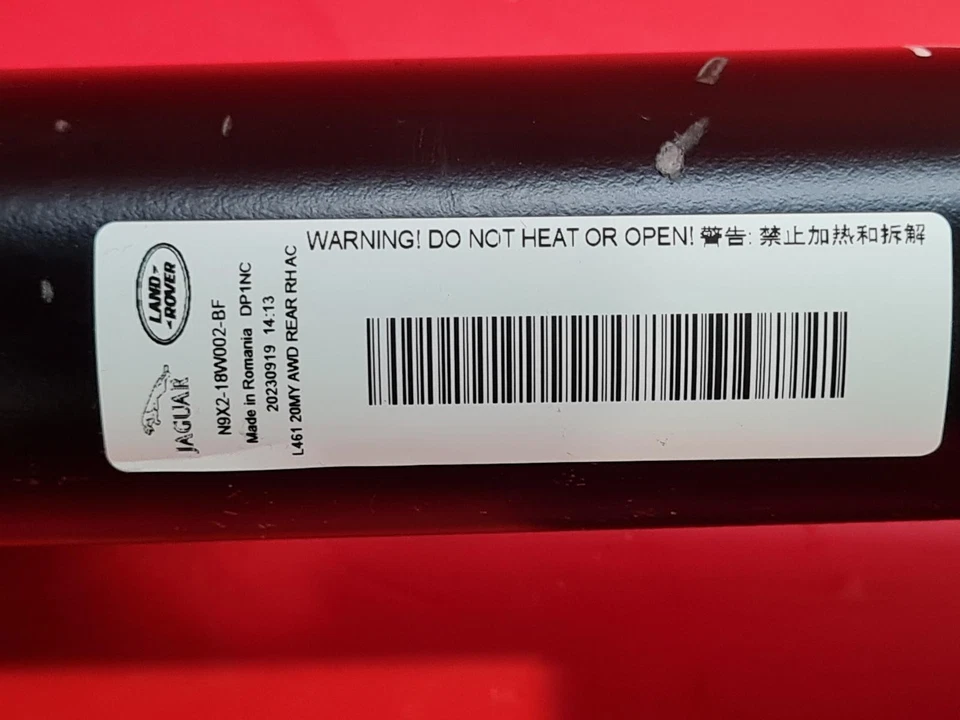 WARNING! DO NOT HEAT OR OPEN! 警告: 禁止加热和拆解
LAND ROVER
JAGUAR
N9X2-18W002-BF
Made in Romania DP1NC
20230919 14:13
L461 20MY AWD REAR RH AC